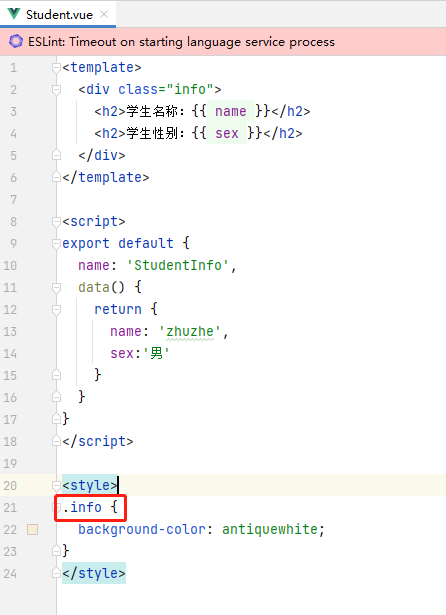 Student.vue
ESLint: Timeout on starting language service process
1 <template>
2 <div class="info">
3 <h2>学生名称：{{ name }}</h2>
4 <h2>学生性别：{{ sex }}</h2>
5 </div>
6 </template>
7
8 <script>
9 export default {
10 name: 'StudentInfo',
11 data() {
12 return {
13 name: 'zhuzhe',
14 sex:'男'
15 }
16 }
17 }
18 </script>
19
20 <style>
21 .info {
22 background-color: antiquewhite;
23 }
24 </style>